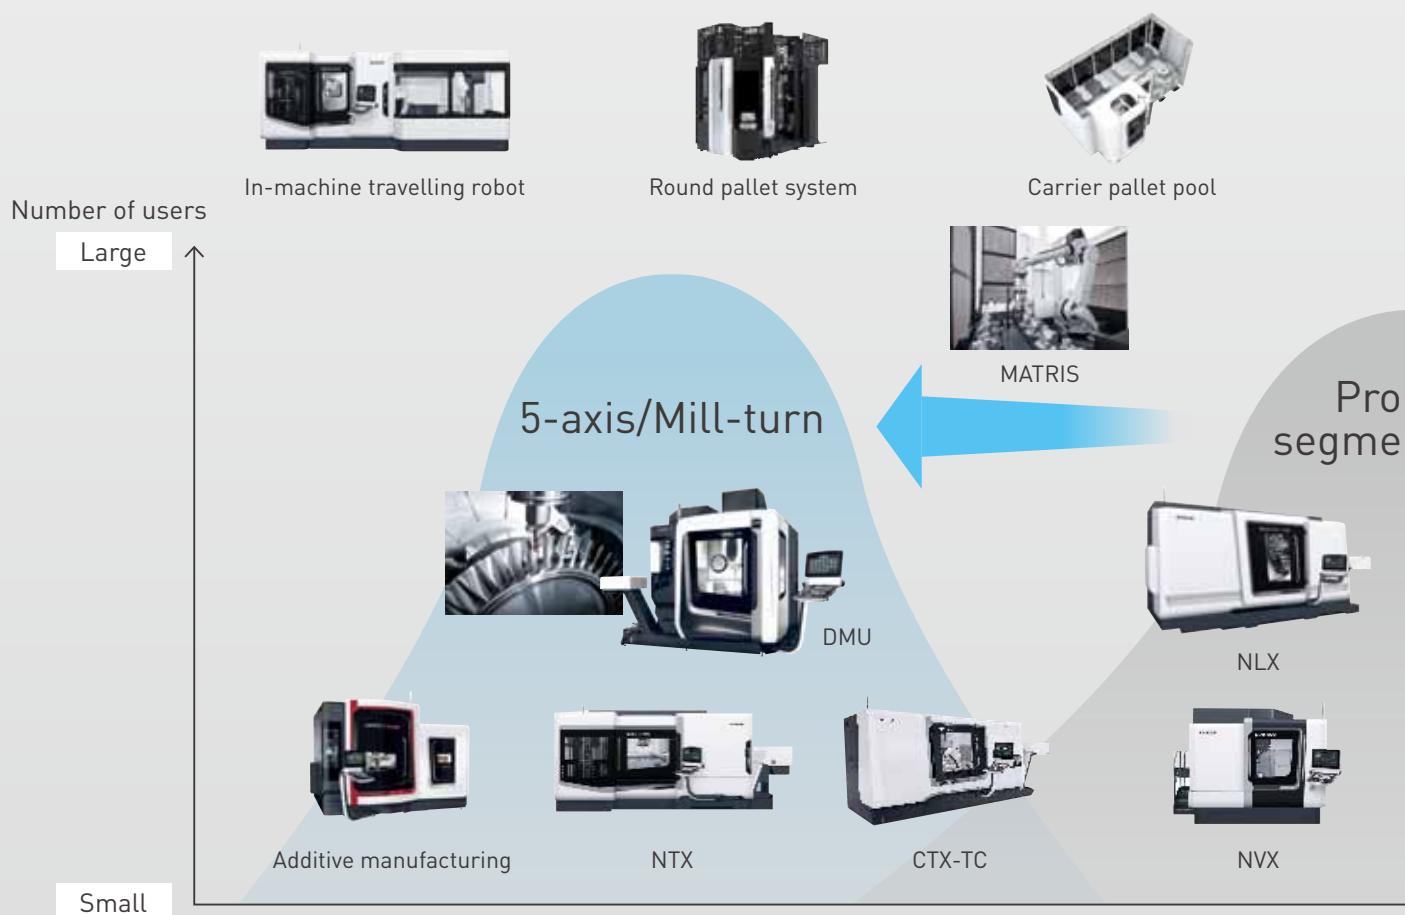 In-machine travelling robot
Round pallet system
Carrier pallet pool
Number of users
Large
MATRIS
5-axis/Mill-turn
Pro
segme
DMU
NLX
Additive manufacturing
NTX
CTX-TC
NVX
Small